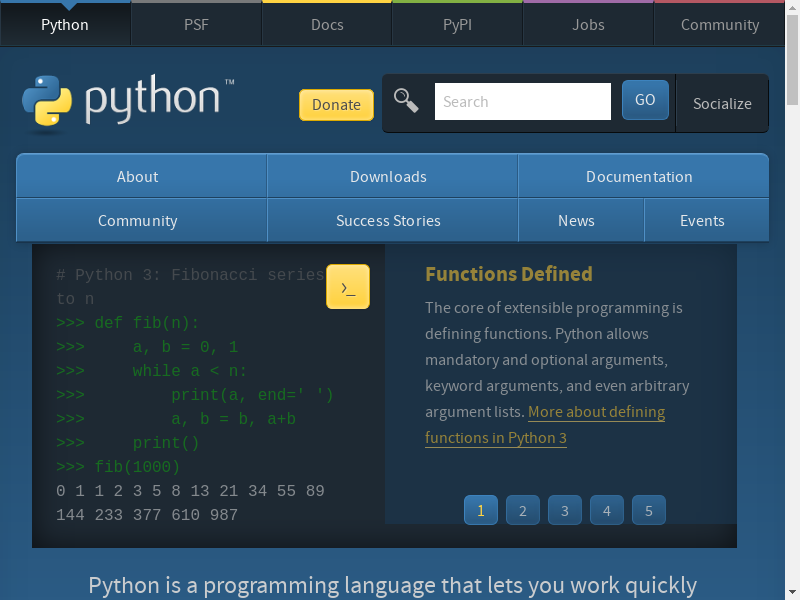 Python PSF Docs PyPI Jobs Community
python™
Donate
Search
GO
Socialize
About Downloads Documentation
Community Success Stories News Events
# Python 3: Fibonacci series
to n
>>> def fib(n):
>>>     a, b = 0, 1
>>>     while a < n:
>>>         print(a, end=' ')
>>>         a, b = b, a+b
>>>     print()
>>> fib(1000)
0 1 1 2 3 5 8 13 21 34 55 89
144 233 377 610 987
>_
Functions Defined
The core of extensible programming is
defining functions. Python allows
mandatory and optional arguments,
keyword arguments, and even arbitrary
argument lists. More about defining
functions in Python 3
1 2 3 4 5
Python is a programming language that lets you work quickly